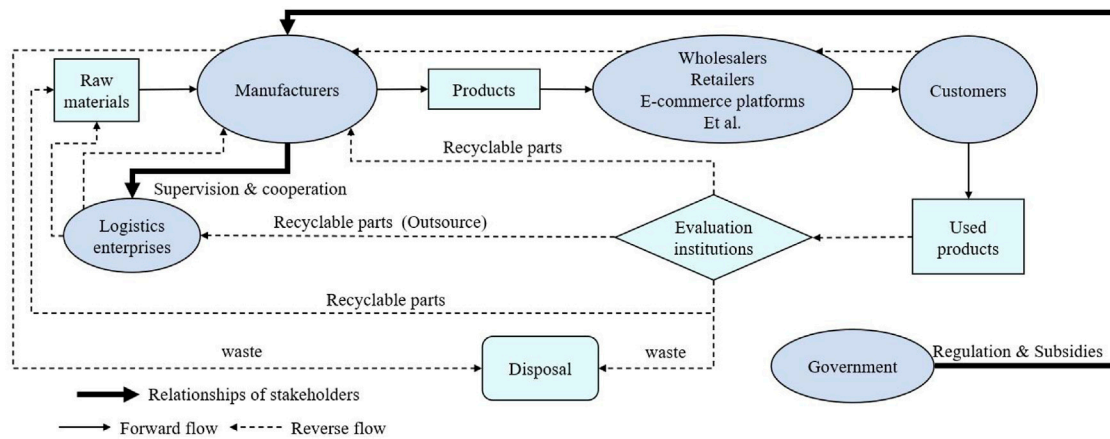 Raw
materials
Manufacturers
Products
Wholesalers
Retailers
E-commerce platforms
Et al.
Customers
Recyclable parts
Supervision & cooperation
Logistics
enterprises
Recyclable parts (Outsource)
Evaluation
institutions
Used
products
Recyclable parts
waste
Disposal
waste
Government
Regulation & Subsidies
Relationships of stakeholders
Forward flow
Reverse flow